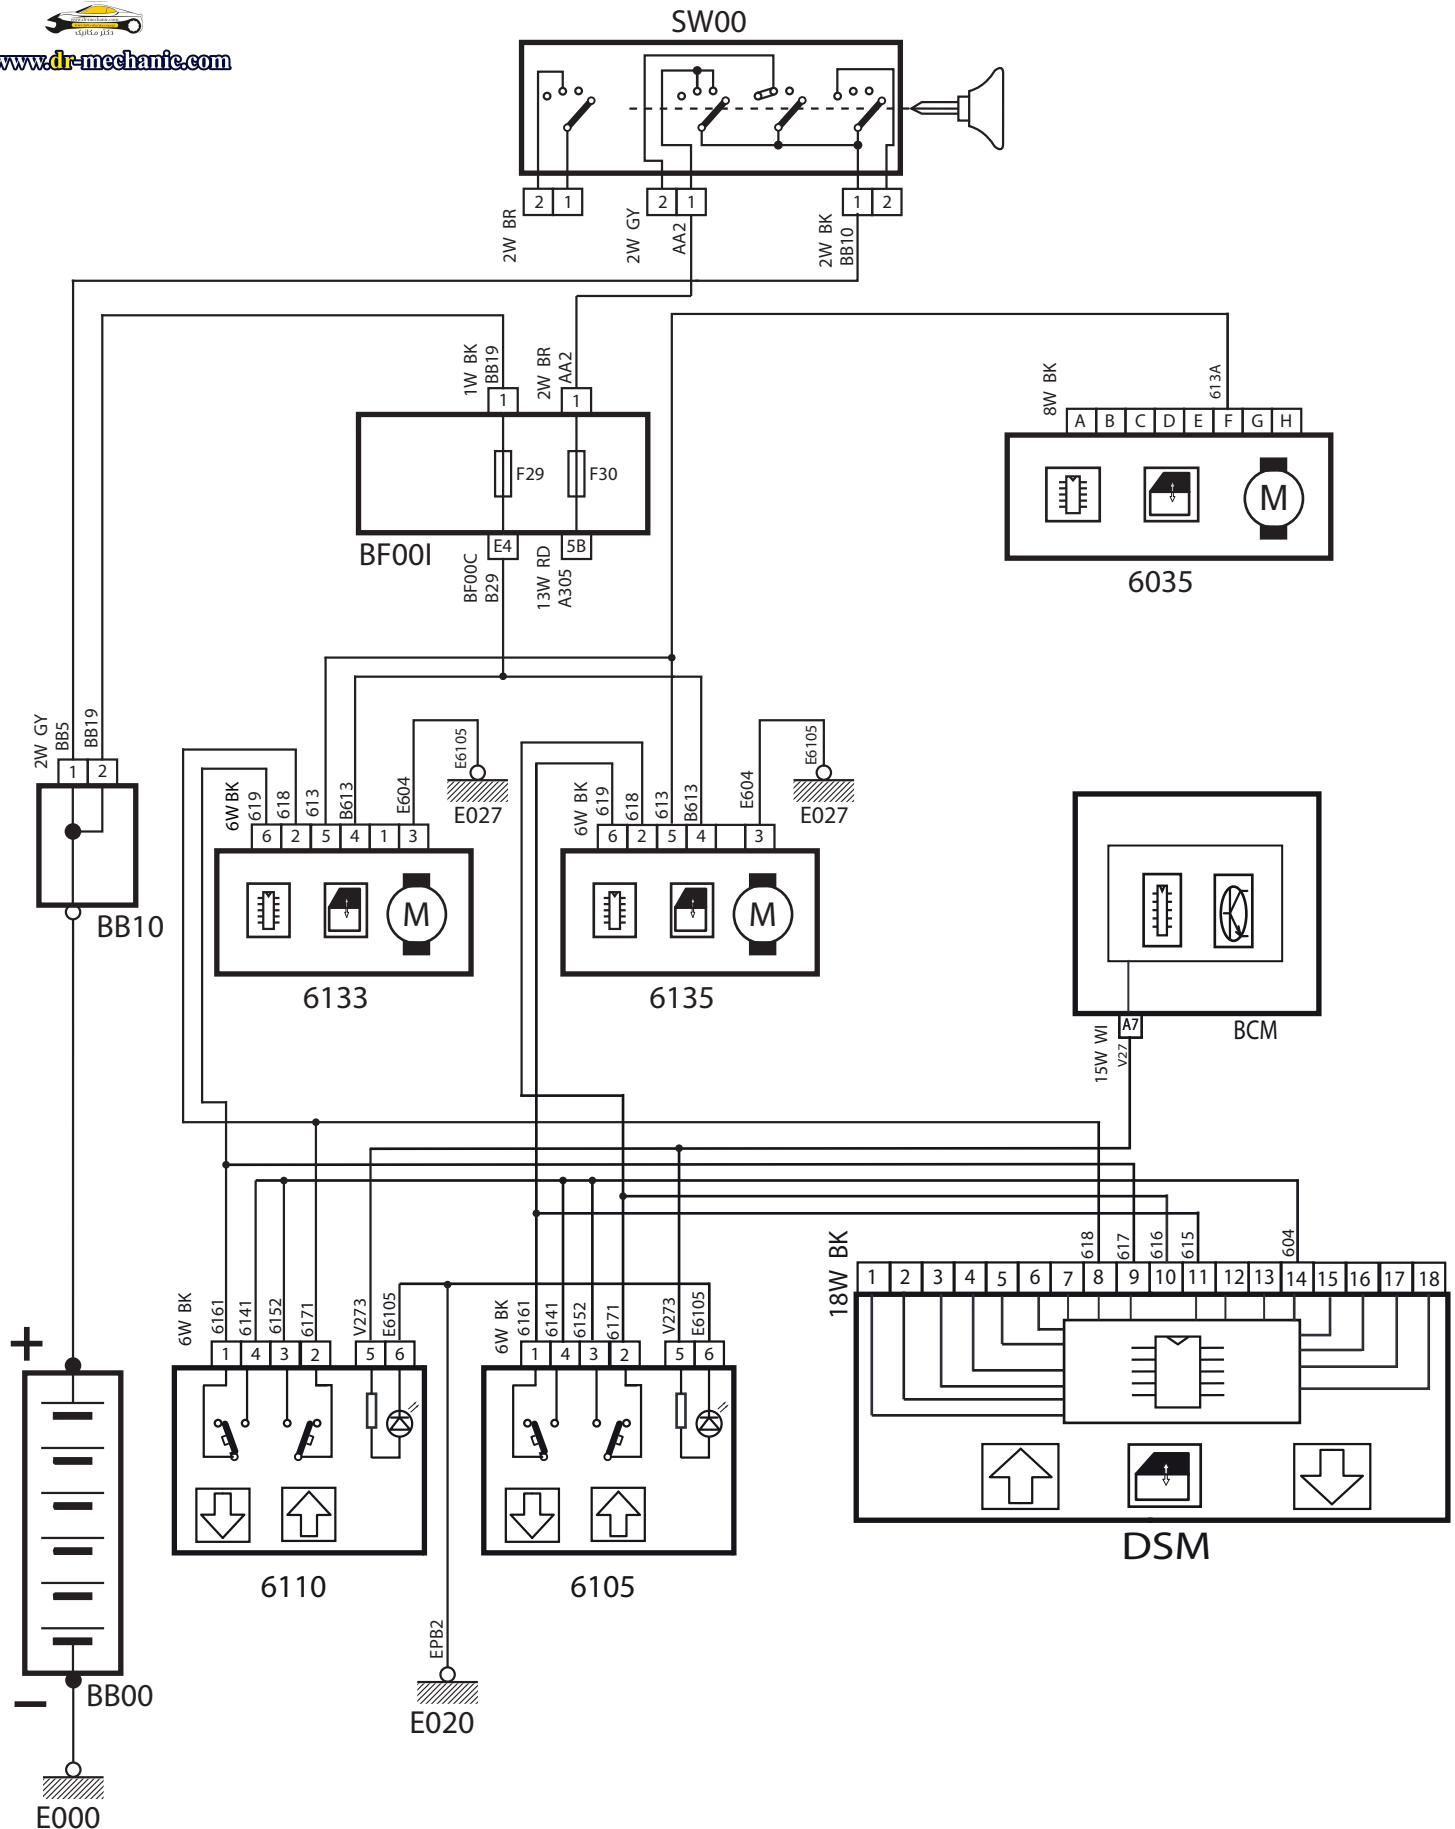 www.dr-mechanic.com
دکتر مکانیک
www.dr-mechanic.com
SW00
2 1 2 1 1 2
2W BR
2W GY
AA2
2W BK
BB10
1W BK
BB19
2W BR
AA2
1 1
F29 F30
E4 5B
BF00I
BF00C
B29
13W RD
A305
8W BK
613A
A B C D E F G H
M
6035
2W GY
BB5
BB19
1 2
BB10
6W BK
619
618
613
B613
E604
E6105
E027
6 2 5 4 1 3
M
6133
6W BK
619
618
613
B613
E604
E6105
E027
6 2 5 4 3
M
6135
A7
BCM
15W WI
V27
6W BK
6161
6141
6152
6171
V273
E6105
1 4 3 2 5 6
6110
6W BK
6161
6141
6152
6171
V273
E6105
1 4 3 2 5 6
6105
18W BK
618
617
616
615
604
1 2 3 4 5 6 7 8 9 10 11 12 13 14 15 16 17 18
DSM
+
−
BB00
E000
EPB2
E020